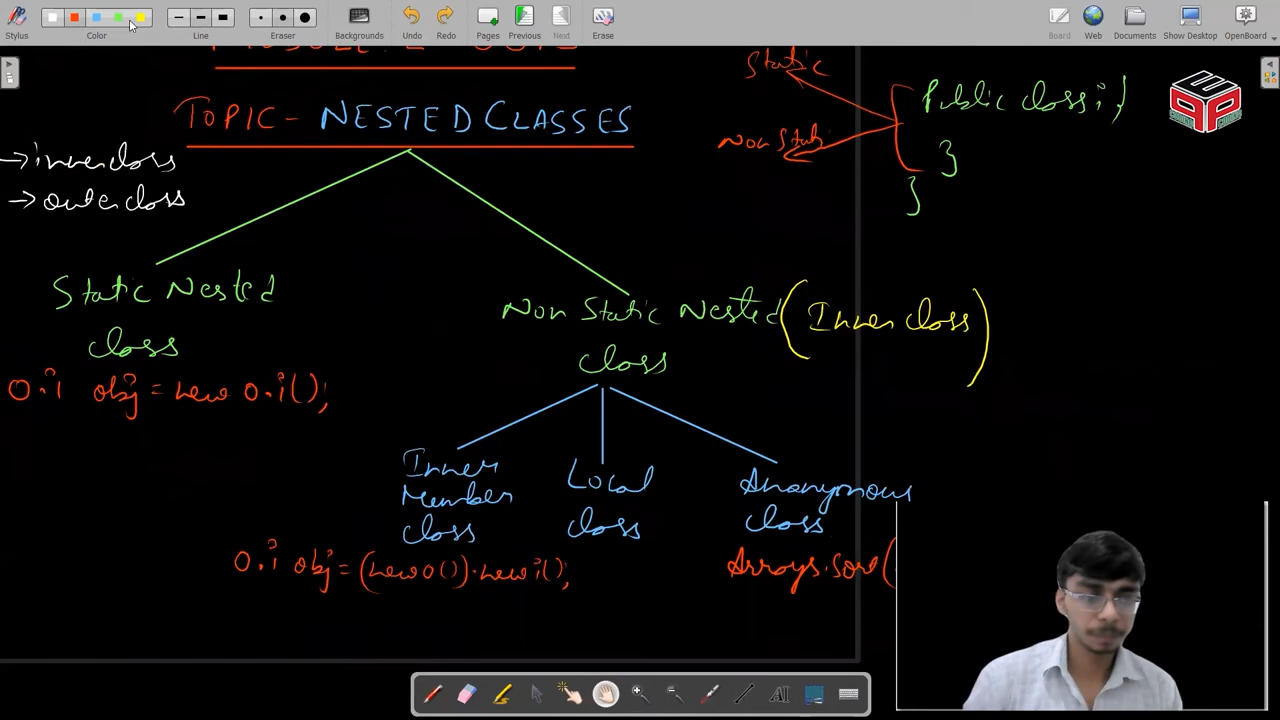 Stylus
Color
Line
Eraser
Backgrounds
Undo
Redo
Pages
Previous
Next
Erase
Board
Web
Documents
Show Desktop
OpenBoard
TOPIC - NESTED CLASSES
→ inner class
→ outer class
Static
Non Static
Public class i {
}
}
Static Nested
class
O.i obj = new O.i();
Non Static Nested (Inner class)
class
Inner
Member
class
Local
class
Anonymous
class
O.i obj = (new O()).new i();
Arrays.sort(